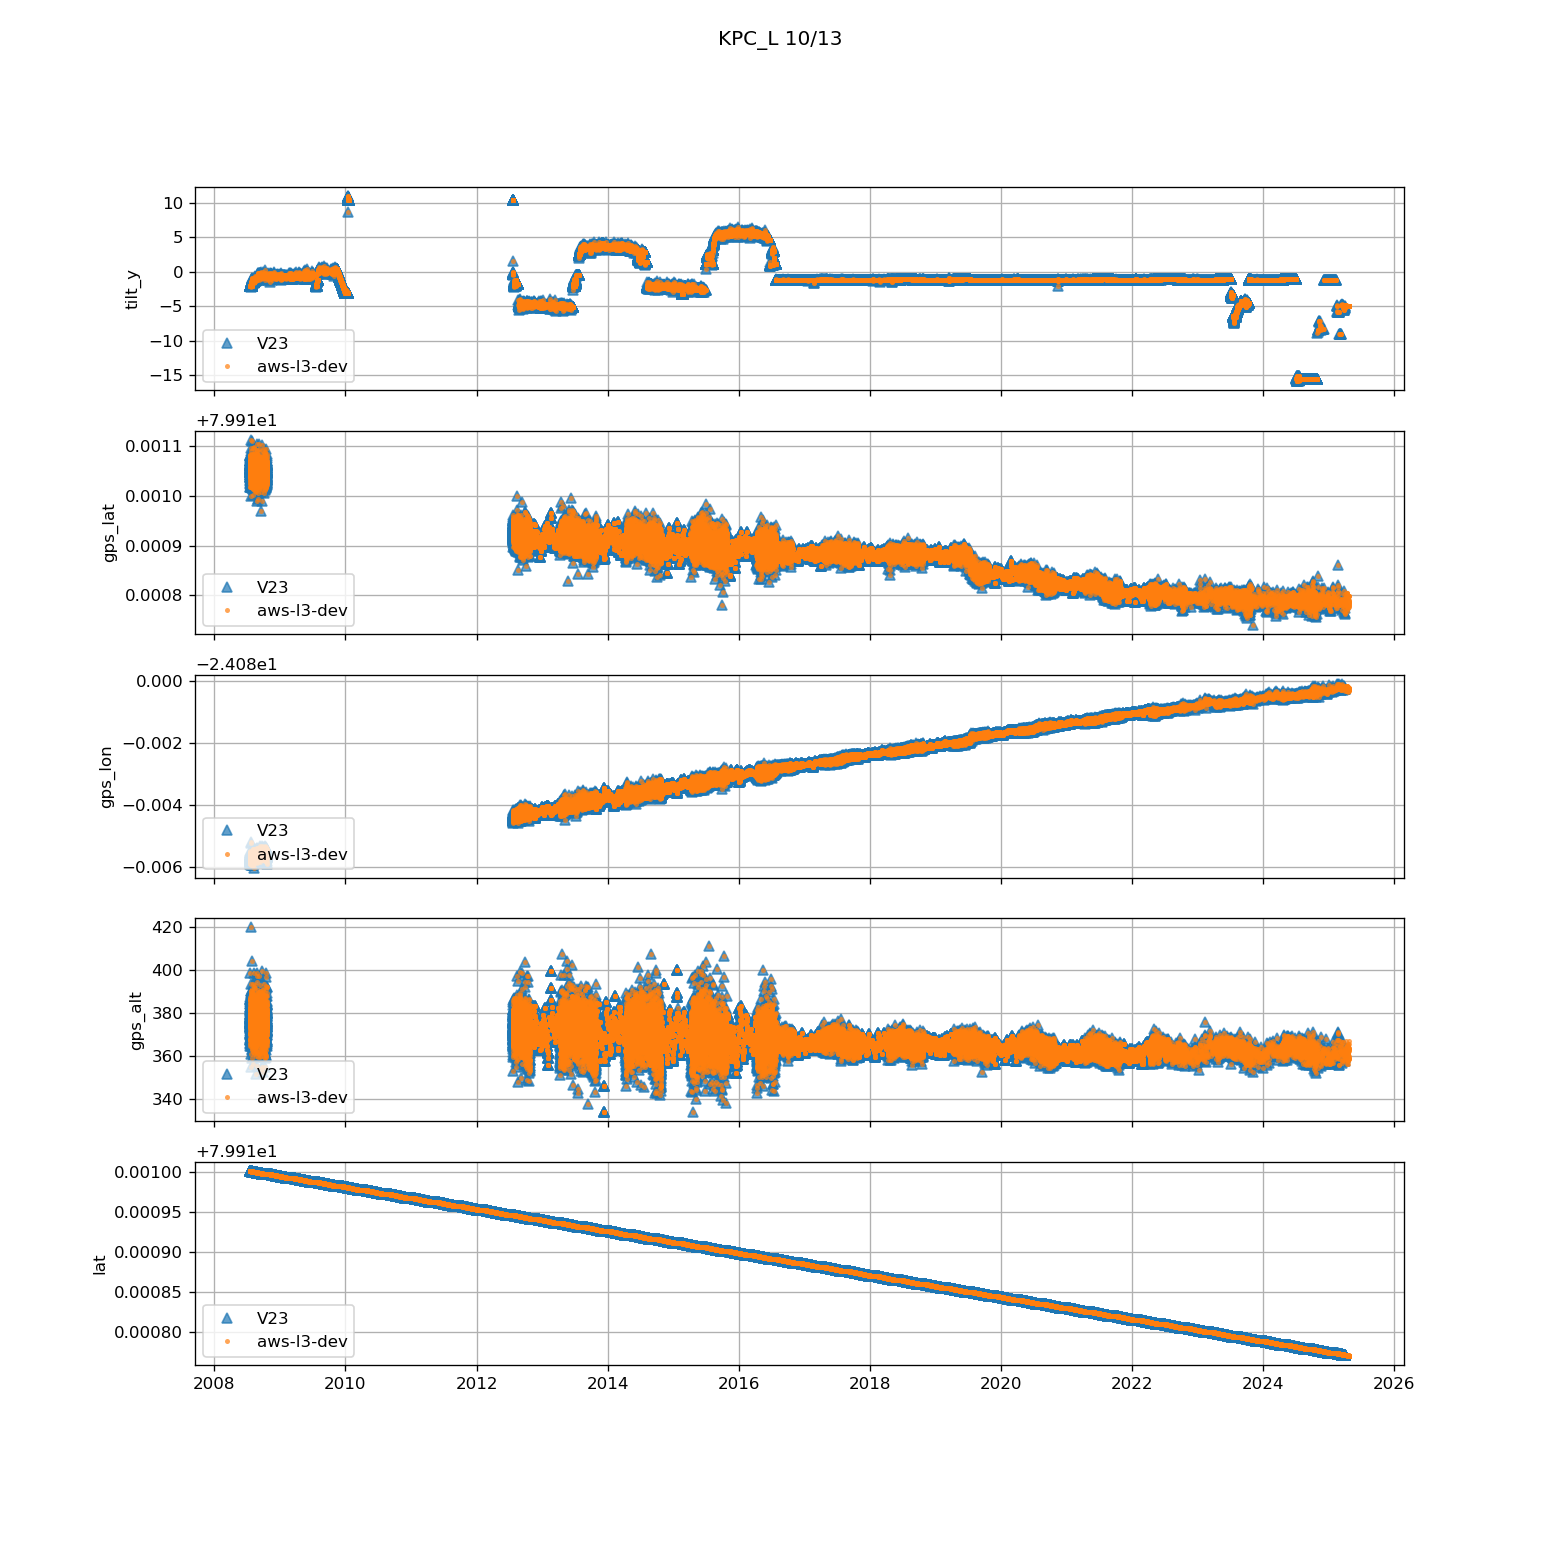 KPC_L 10/13
10
5
0
−5
−10
−15
tilt_y
V23
aws-l3-dev
+7.991e1
0.0011
0.0010
0.0009
0.0008
gps_lat
V23
aws-l3-dev
−2.408e1
0.000
−0.002
−0.004
−0.006
gps_lon
V23
aws-l3-dev
420
400
380
360
340
gps_alt
V23
aws-l3-dev
+7.991e1
0.00100
0.00095
0.00090
0.00085
0.00080
lat
V23
aws-l3-dev
2008 2010 2012 2014 2016 2018 2020 2022 2024 2026